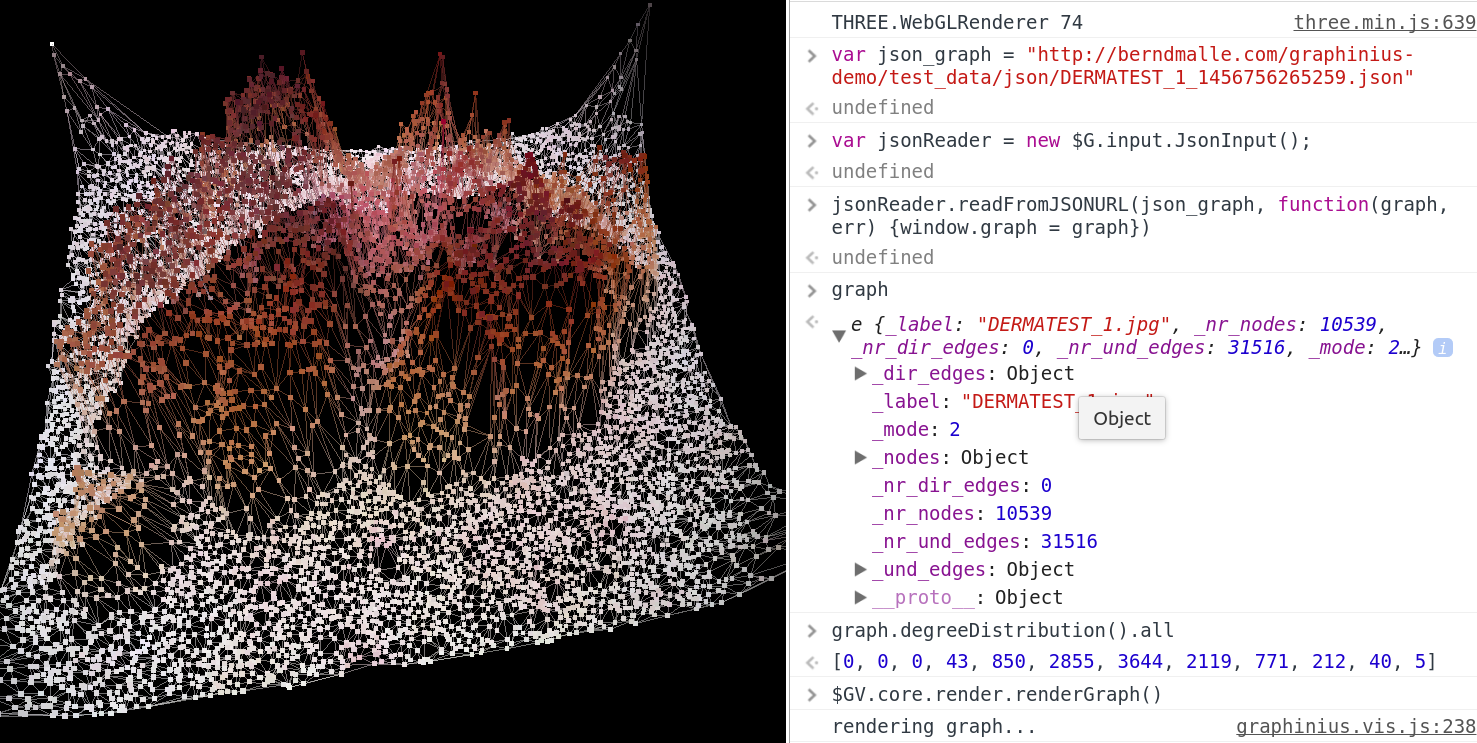 THREE.WebGLRenderer 74 three.min.js:639
var json_graph = "http://berndmalle.com/graphinius-
demo/test_data/json/DERMATEST_1_1456756265259.json"
undefined
var jsonReader = new $G.input.JsonInput();
undefined
jsonReader.readFromJSONURL(json_graph, function(graph,
err) {window.graph = graph})
undefined
graph
e {_label: "DERMATEST_1.jpg", _nr_nodes: 10539,
_nr_dir_edges: 0, _nr_und_edges: 31516, _mode: 2…} i
_dir_edges: Object
_label: "DERMATEST_1.jpg"
Object
_mode: 2
_nodes: Object
_nr_dir_edges: 0
_nr_nodes: 10539
_nr_und_edges: 31516
_und_edges: Object
__proto__: Object
graph.degreeDistribution().all
[0, 0, 0, 43, 850, 2855, 3644, 2119, 771, 212, 40, 5]
$GV.core.render.renderGraph()
rendering graph... graphinius.vis.js:238